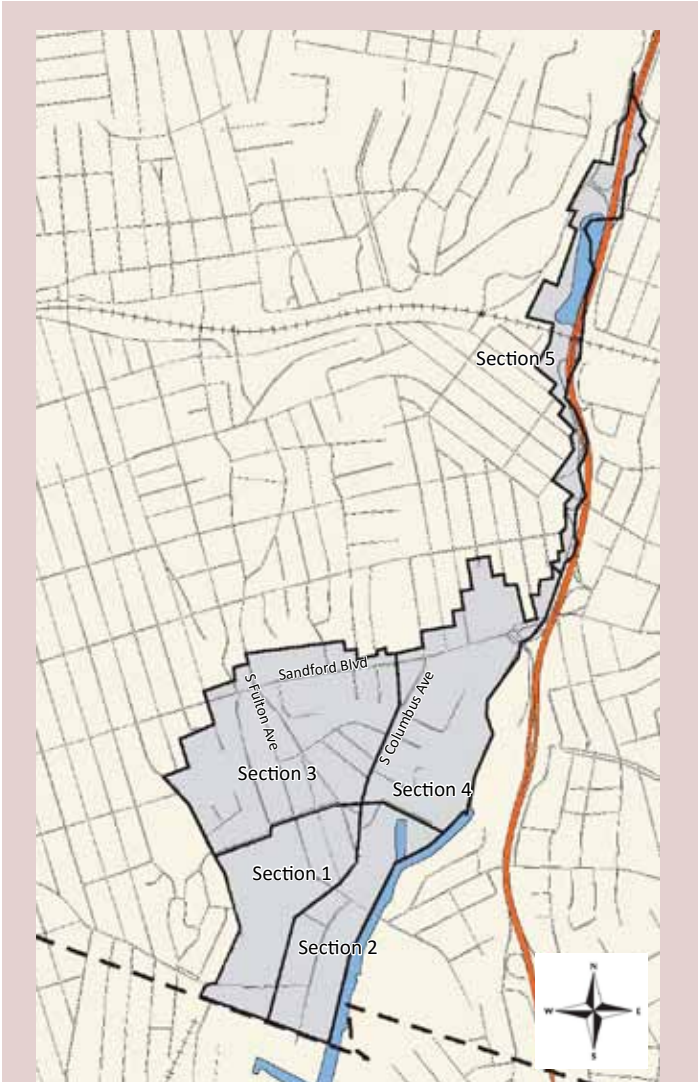 Section 5
Sandford Blvd
S Fulton Ave
S Columbus Ave
Section 3
Section 4
Section 1
Section 2
N
W
E
S